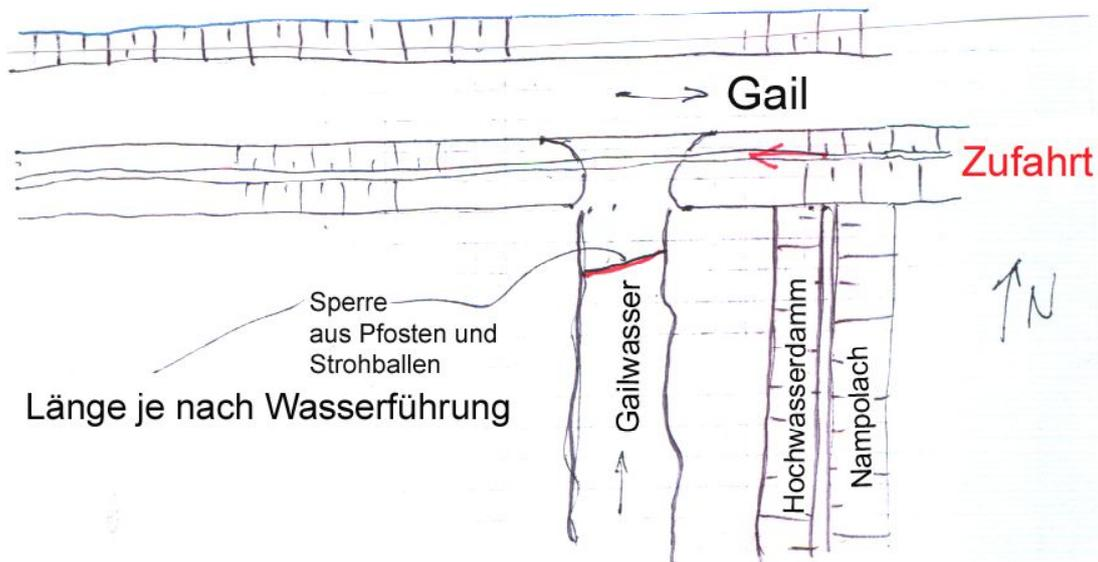 Gail
Zufahrt
N
Sperre
aus Pfosten und
Strohballen
Länge je nach Wasserführung
Gailwasser
Hochwasserdamm
Nampolach